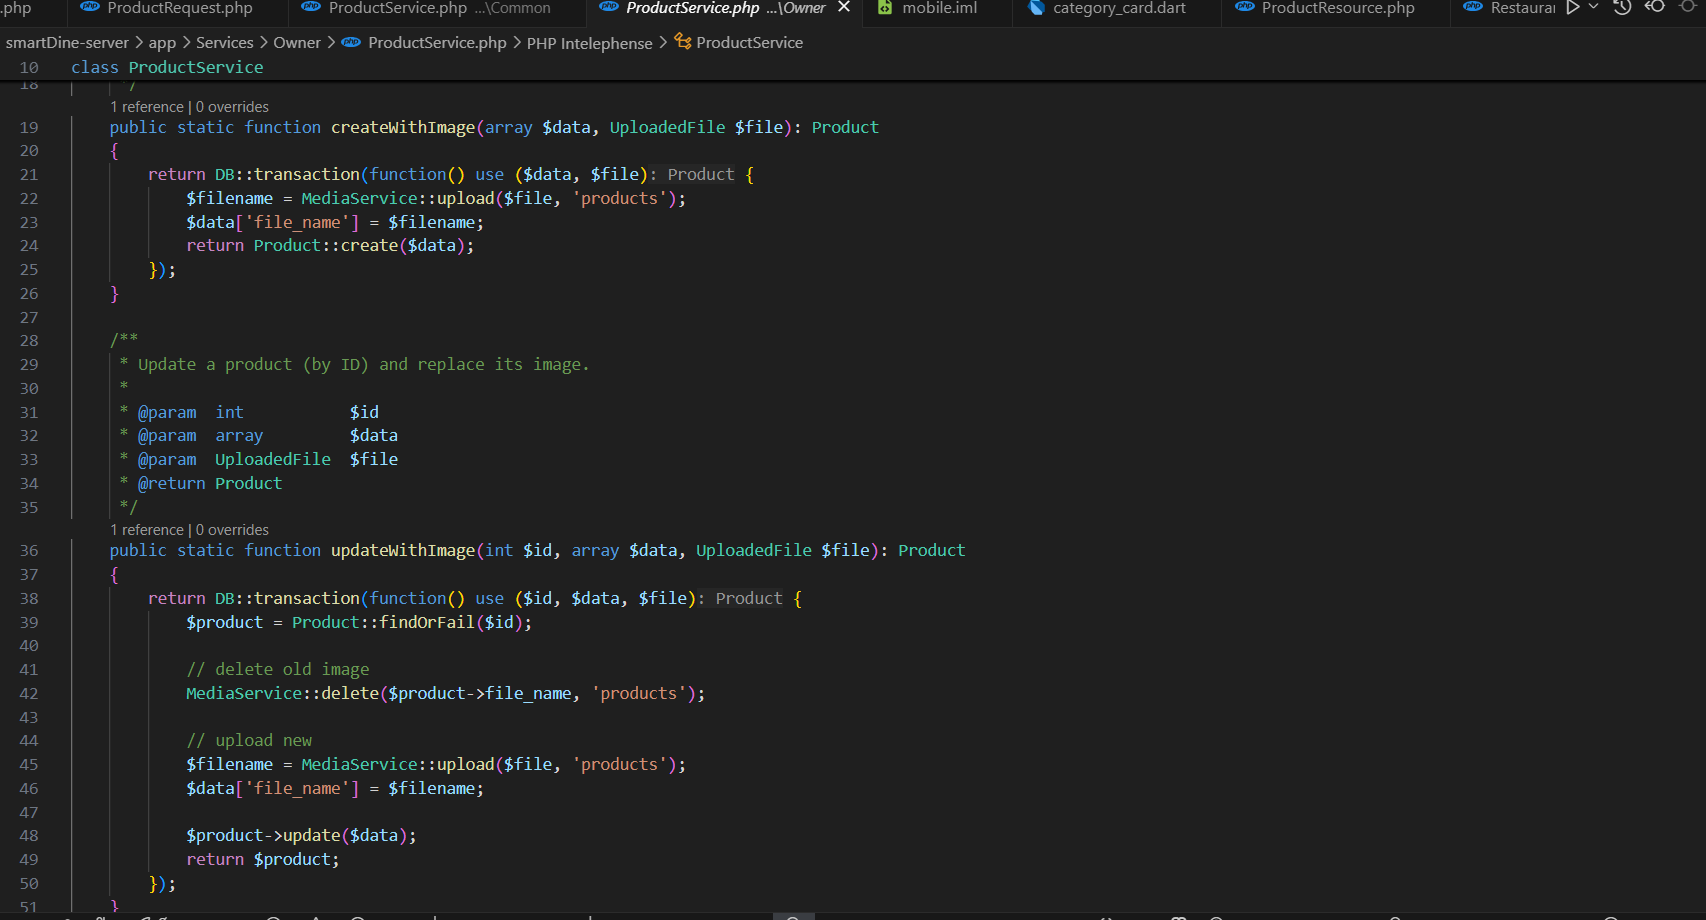 .php ProductRequest.php ProductService.php ...\Common ProductService.php ...\Owner mobile.iml category_card.dart ProductResource.php Restaurar
smartDine-server > app > Services > Owner > ProductService.php > PHP Intelephense > ProductService
10 class ProductService
18 */
1 reference | 0 overrides
19 public static function createWithImage(array $data, UploadedFile $file): Product
20 {
21 return DB::transaction(function() use ($data, $file): Product {
22 $filename = MediaService::upload($file, 'products');
23 $data['file_name'] = $filename;
24 return Product::create($data);
25 });
26 }
27
28 /**
29 * Update a product (by ID) and replace its image.
30 *
31 * @param int $id
32 * @param array $data
33 * @param UploadedFile $file
34 * @return Product
35 */
1 reference | 0 overrides
36 public static function updateWithImage(int $id, array $data, UploadedFile $file): Product
37 {
38 return DB::transaction(function() use ($id, $data, $file): Product {
39 $product = Product::findOrFail($id);
40
41 // delete old image
42 MediaService::delete($product->file_name, 'products');
43
44 // upload new
45 $filename = MediaService::upload($file, 'products');
46 $data['file_name'] = $filename;
47
48 $product->update($data);
49 return $product;
50 });
51 }